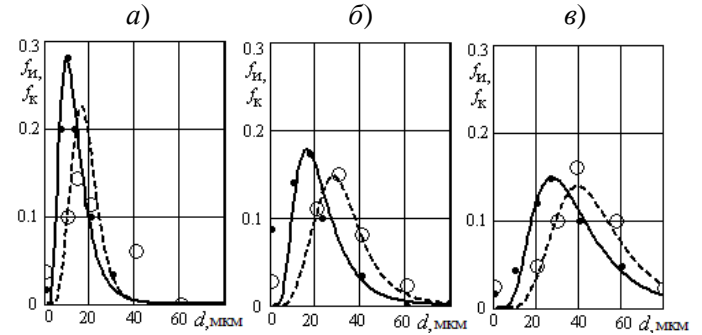 а) б) в)
0.3 0.3 0.3
fИ, fИ, fИ,
fК fК fК
0.2 0.2 0.2
0.1 0.1 0.1
0 0 0
0 20 40 60 d,мкм 0 20 40 60 d,мкм 0 20 40 60 d,мкм